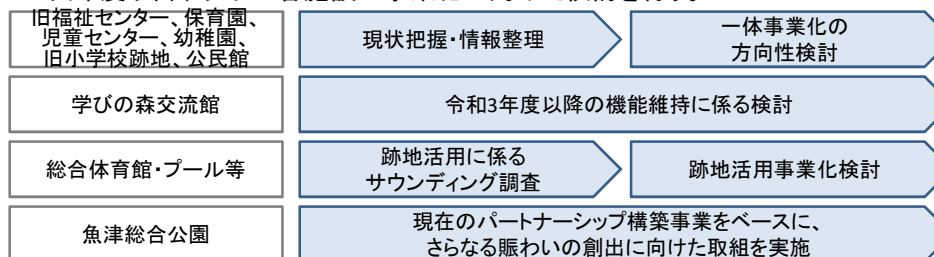 旧福祉センター、保育園、
児童センター、幼稚園、
旧小学校跡地、公民館
現状把握・情報整理
一体事業化の
方向性検討
学びの森交流館
令和3年度以降の機能維持に係る検討
総合体育館・プール等
跡地活用に係る
サウンディング調査
跡地活用事業化検討
魚津総合公園
現在のパートナーシップ構築事業をベースに、
さらなる賑わいの創出に向けた取組を実施